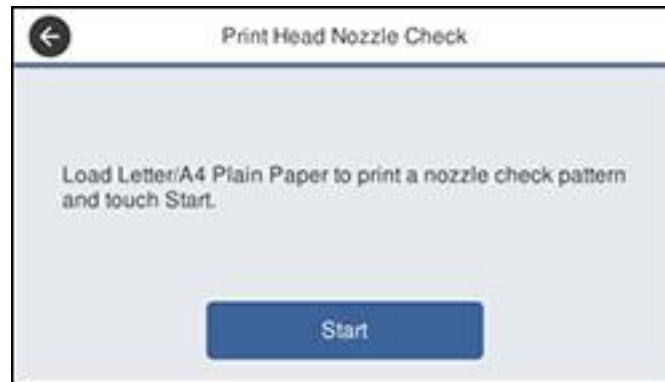 Print Head Nozzle Check
Load Letter/A4 Plain Paper to print a nozzle check pattern
and touch Start.
Start